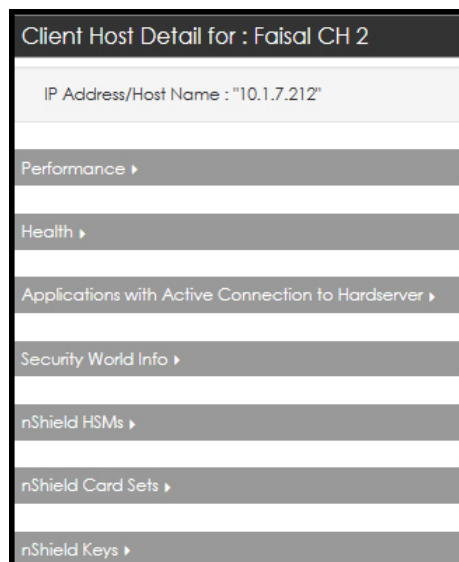 Client Host Detail for : Faisal CH 2
IP Address/Host Name : "10.1.7.212"
Performance
Health
Applications with Active Connection to Hardserver
Security World Info
nShield HSMs
nShield Card Sets
nShield Keys